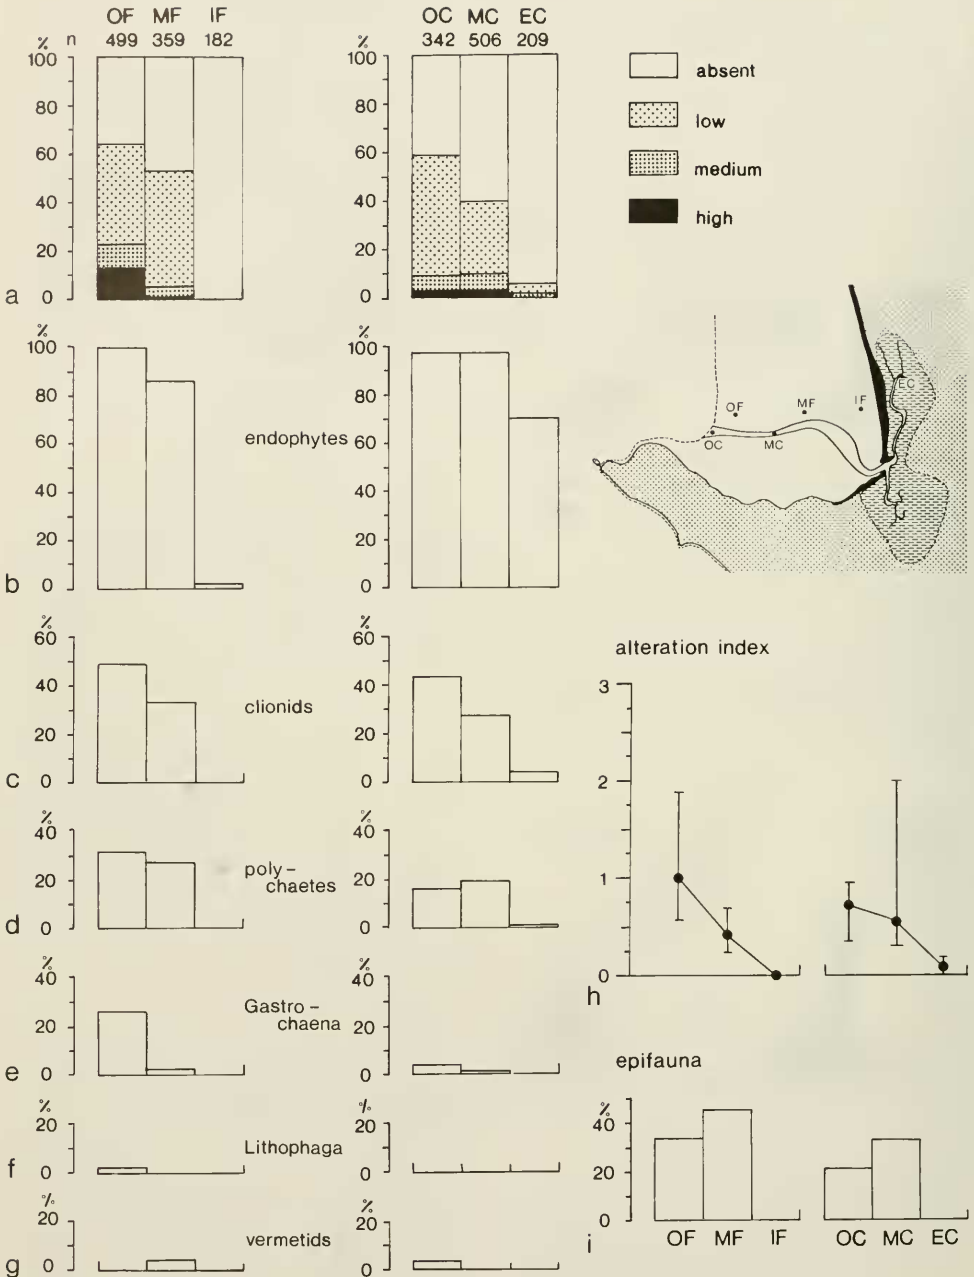 OF MF IF
% n 499 359 182
100
80
60
40
20
0
a
OC MC EC
% 342 506 209
100
80
60
40
20
0
absent
low
medium
high
%
100
80
60
40
20
0
b
endophytes
%
100
80
60
40
20
0
OF MF IF EC
OC MC
%
60
40
20
0
c
clionids
%
60
40
20
0
%
40
20
0
d
poly-
chaetes
%
40
20
0
%
40
20
0
e
Gastro-
chaena
%
40
20
0
%
20
0
f
Lithophaga
%
20
0
%
20
0
g
vermetids
%
20
0
alteration index
3
2
1
0
h
epifauna
%
40
20
0
i
OF MF IF OC MC EC